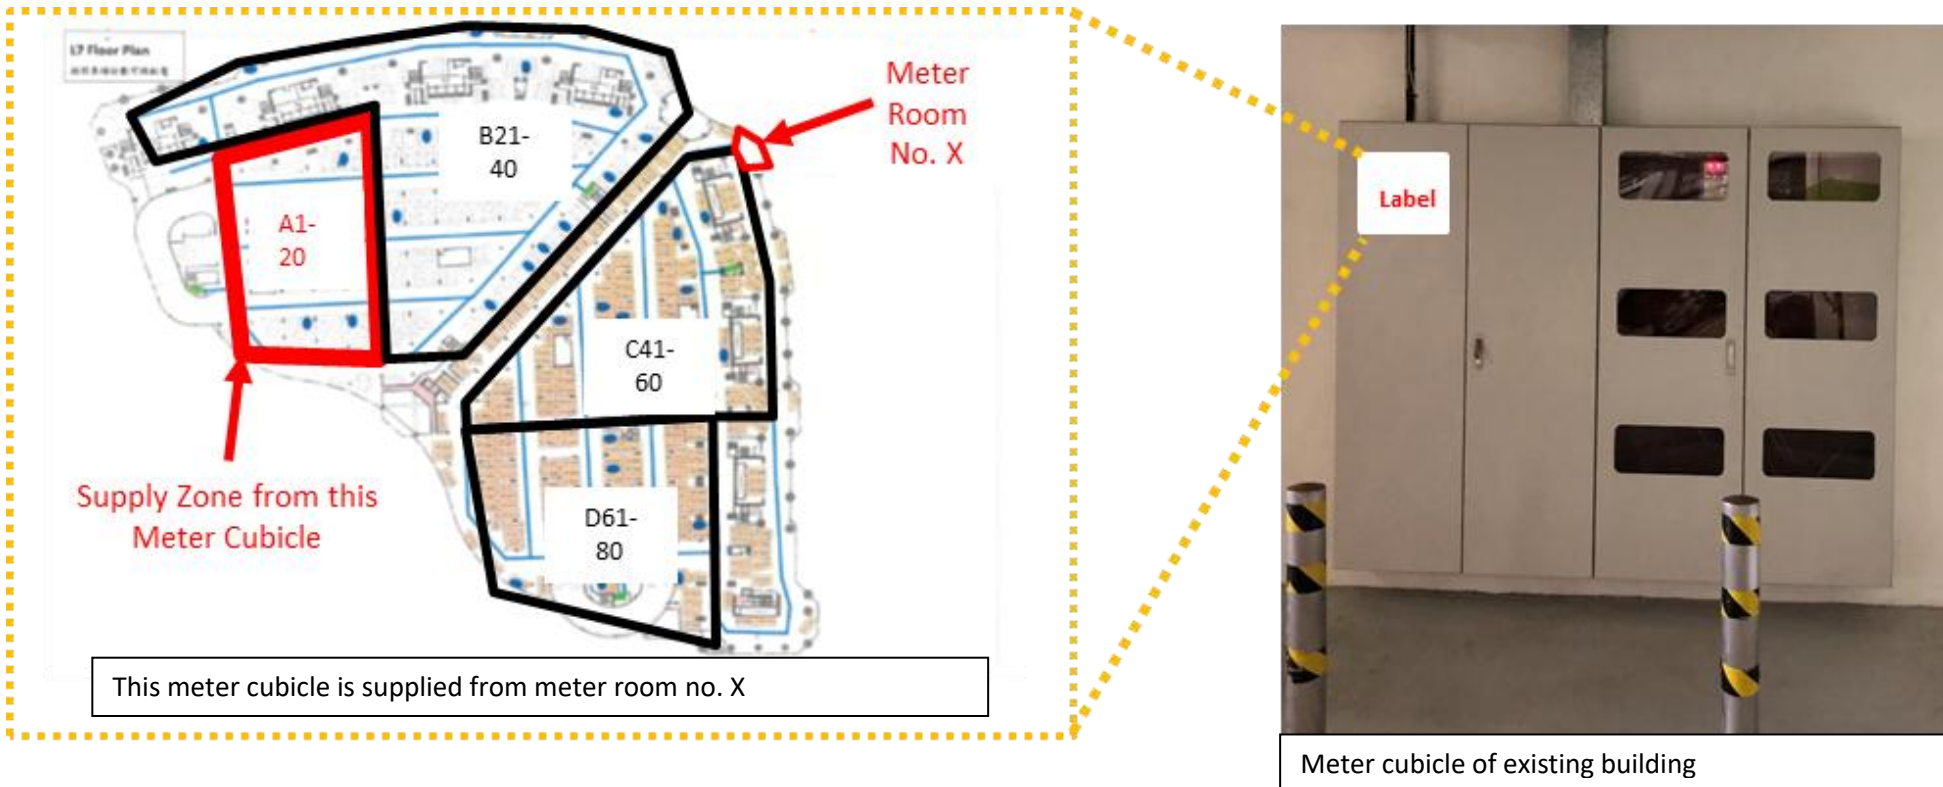 L7 Floor Plan
Meter
Room
No. X
B21-
40
A1-
20
C41-
60
Supply Zone from this
Meter Cubicle
D61-
80
This meter cubicle is supplied from meter room no. X
Label
Meter cubicle of existing building